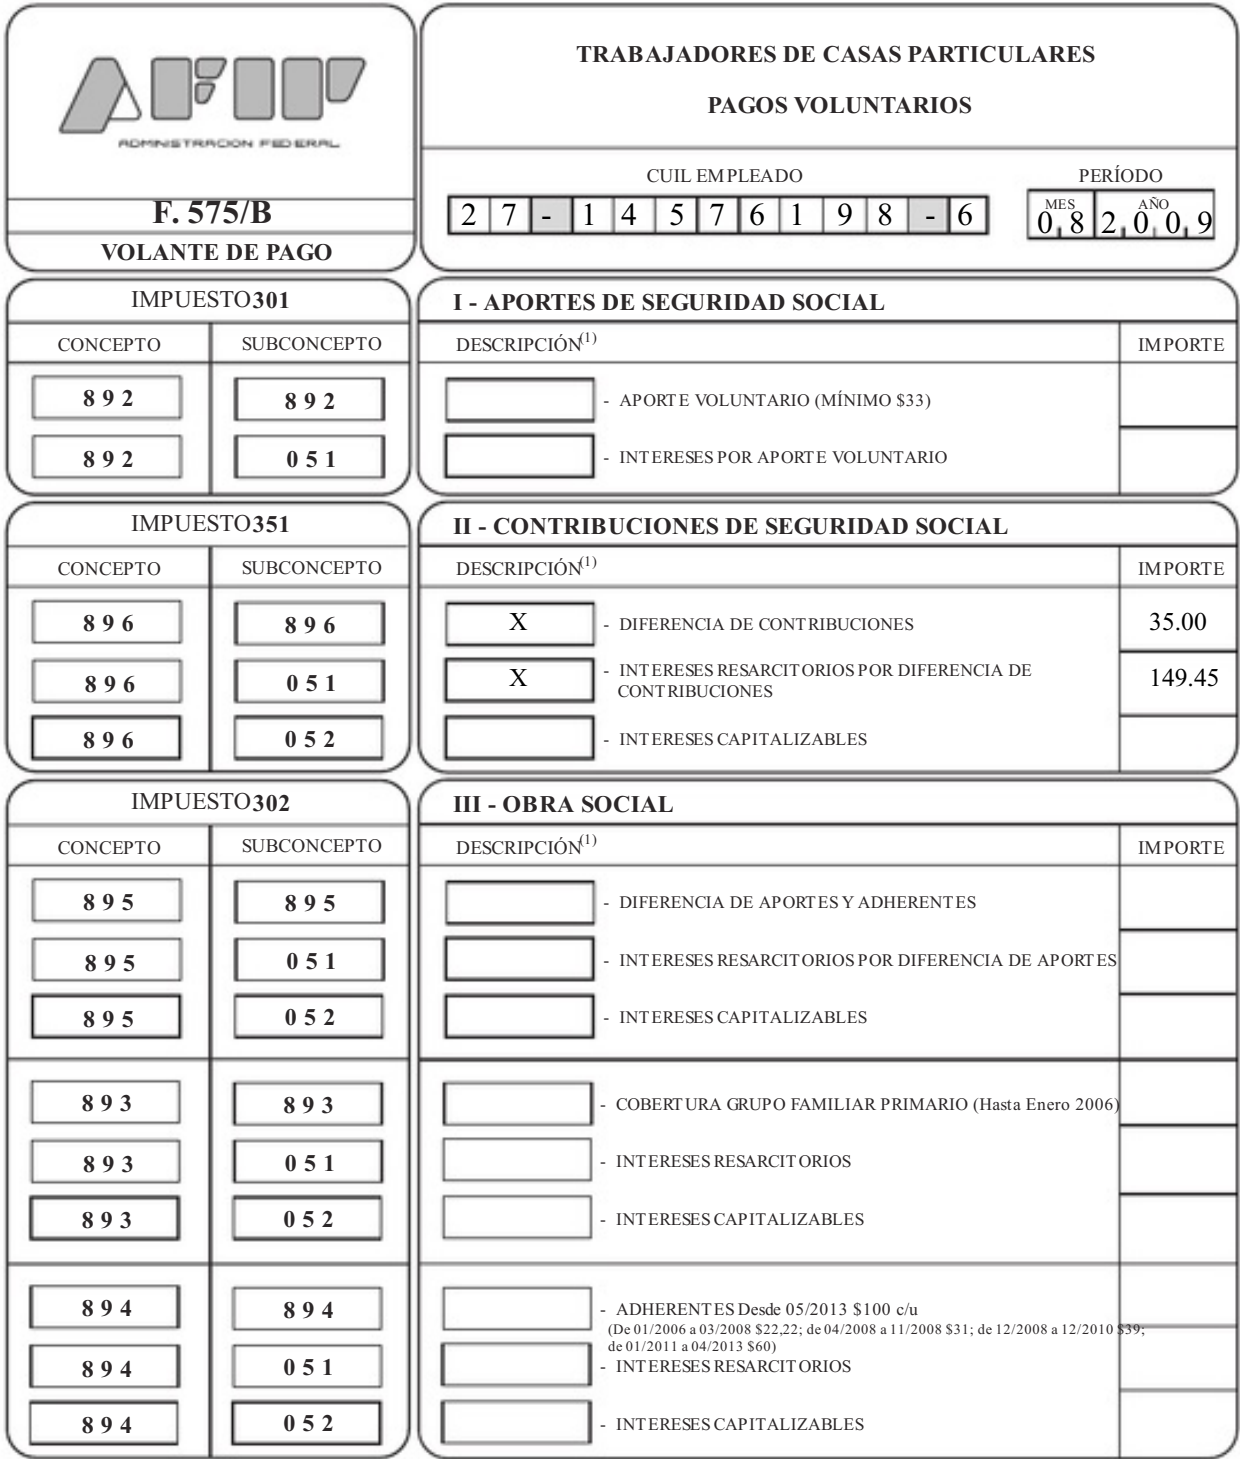 AFIP
ADMINISTRACION FEDERAL
F. 575/B
VOLANTE DE PAGO
TRABAJADORES DE CASAS PARTICULARES
PAGOS VOLUNTARIOS
CUIL EMPLEADO
27-14576198-6
PERÍODO
MES AÑO
08 2009
IMPUESTO 301
CONCEPTO SUBCONCEPTO
892 892
892 051
I - APORTES DE SEGURIDAD SOCIAL
DESCRIPCIÓN(1) IMPORTE
- APORTE VOLUNTARIO (MÍNIMO $33)
- INTERESES POR APORTE VOLUNTARIO
IMPUESTO 351
CONCEPTO SUBCONCEPTO
896 896
896 051
896 052
II - CONTRIBUCIONES DE SEGURIDAD SOCIAL
DESCRIPCIÓN(1) IMPORTE
X - DIFERENCIA DE CONTRIBUCIONES 35.00
X - INTERESES RESARCITORIOS POR DIFERENCIA DE
CONTRIBUCIONES 149.45
- INTERESES CAPITALIZABLES
IMPUESTO 302
CONCEPTO SUBCONCEPTO
895 895
895 051
895 052
893 893
893 051
893 052
894 894
894 051
894 052
III - OBRA SOCIAL
DESCRIPCIÓN(1) IMPORTE
- DIFERENCIA DE APORTES Y ADHERENTES
- INTERESES RESARCITORIOS POR DIFERENCIA DE APORTES
- INTERESES CAPITALIZABLES
- COBERTURA GRUPO FAMILIAR PRIMARIO (Hasta Enero 2006)
- INTERESES RESARCITORIOS
- INTERESES CAPITALIZABLES
- ADHERENTES Desde 05/2013 $100 c/u
(De 01/2006 a 03/2008 $22,22; de 04/2008 a 11/2008 $31; de 12/2008 a 12/2010 $39;
de 01/2011 a 04/2013 $60)
- INTERESES RESARCITORIOS
- INTERESES CAPITALIZABLES